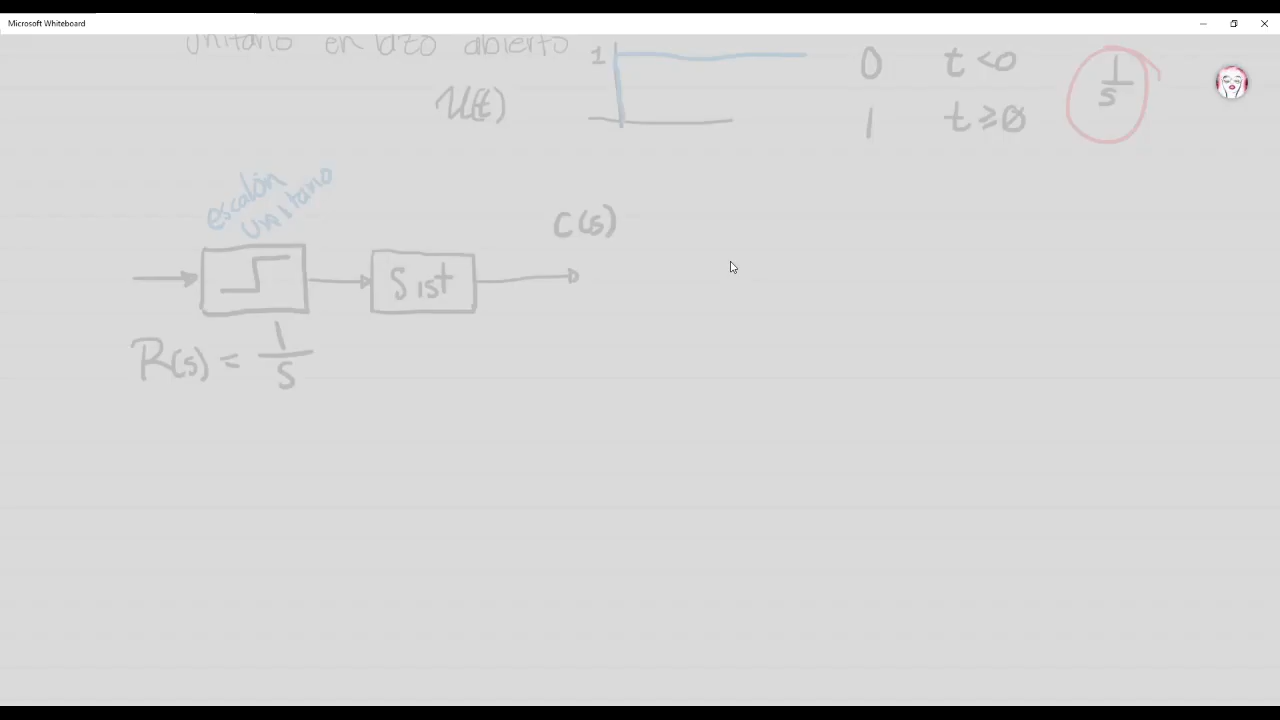 Microsoft Whiteboard
unitario en lazo abierto
1
0 t<0
u(t)
1 t≥0
1/s
escalón
unitario
C(s)
Sist
R(s) = 1/s